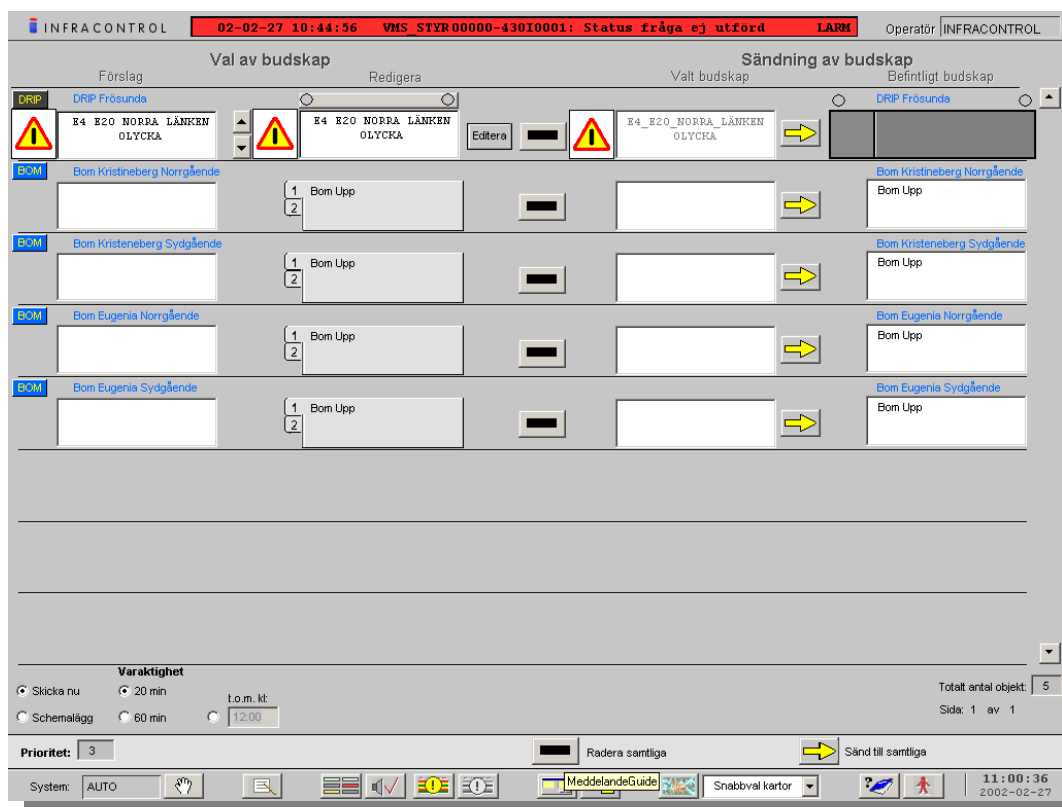 INFRACONTROL 02-02-27 10:44:56 VMS_STYR00000-430I0001: Status fråga ej utförd LARM Operatör INFRACONTROL
Val av budskap Sändning av budskap
Förslag Redigera Valt budskap Befintligt budskap
DRIP DRIP Frösunda DRIP Frösunda
E4 E20 NORRA LÄNKEN E4 E20 NORRA LÄNKEN E4_E20_NORRA_LÄNKEN
OLYCKA OLYCKA Editera OLYCKA
BOM Bom Kristineberg Norrgående Bom Kristineberg Norrgående
1 Bom Upp Bom Upp
2
BOM Bom Kristeneberg Sydgående Bom Kristeneberg Sydgående
1 Bom Upp Bom Upp
2
BOM Bom Eugenia Norrgående Bom Eugenia Norrgående
1 Bom Upp Bom Upp
2
BOM Bom Eugenia Sydgående Bom Eugenia Sydgående
1 Bom Upp Bom Upp
2
Varaktighet
Skicka nu 20 min t.o.m. kl: Totalt antal objekt: 5
Schemalägg 60 min 12:00 Sida: 1 av 1
Prioritet: 3 Radera samtliga Sänd till samtliga
System: AUTO MeddelandeGuide Snabbval kartor ? 11:00:36
2002-02-27